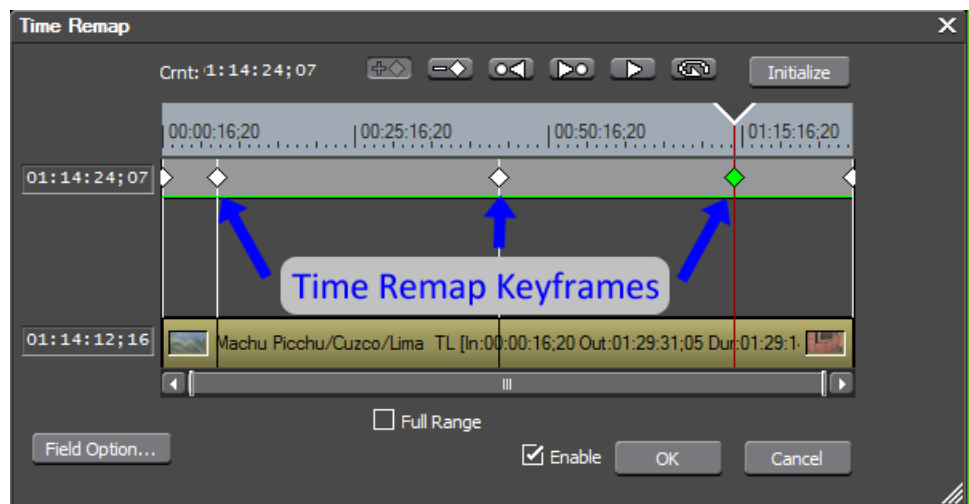 Time Remap
Crnt: 1:14:24;07
Initialize
00:00:16;20 00:25:16;20 00:50:16;20 01:15:16;20
01:14:24;07
Time Remap Keyframes
01:14:12;16
Machu Picchu/Cuzco/Lima TL [In:00:00:16;20 Out:01:29:31;05 Dur:01:29:1
Full Range
Field Option...
Enable
OK
Cancel